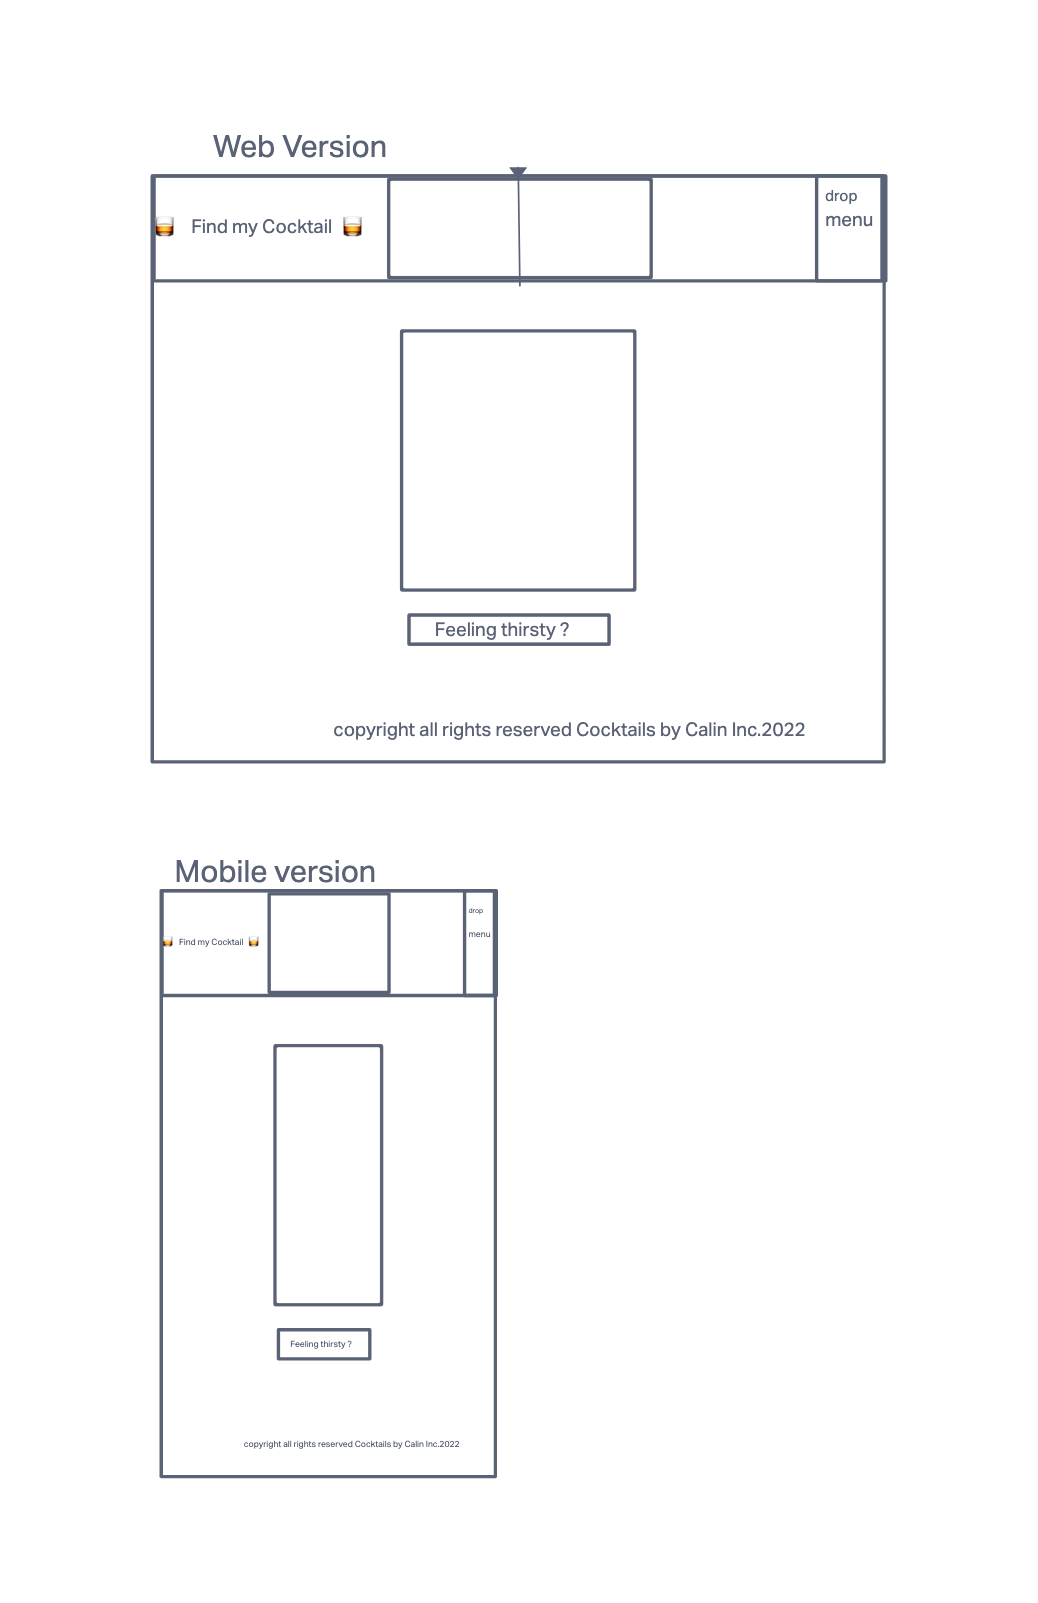 Web Version
🥃 Find my Cocktail 🥃
drop
menu
Feeling thirsty ?
copyright all rights reserved Cocktails by Calin Inc.2022
Mobile version
🥃 Find my Cocktail 🥃
drop
menu
Feeling thirsty ?
copyright all rights reserved Cocktails by Calin Inc.2022